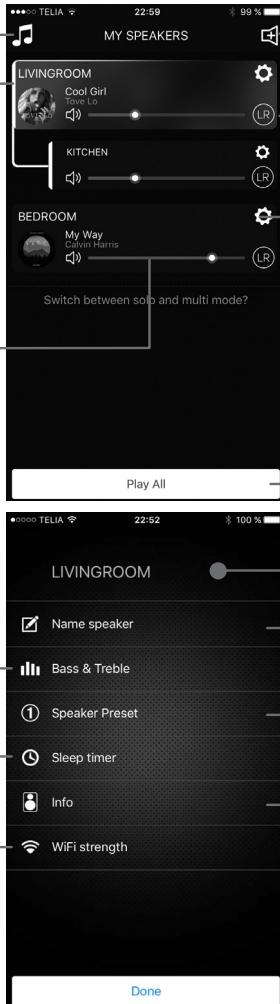 TELIA 22:59 99 %
MY SPEAKERS
LIVINGROOM
Cool Girl
Tove Lo
LR
KITCHEN
LR
BEDROOM
My Way
Calvin Harris
LR
Switch between solo and multi mode?
Play All
TELIA 22:52 100 %
LIVINGROOM
Name speaker
Bass & Treble
1 Speaker Preset
Sleep timer
Info
WiFi strength
Done